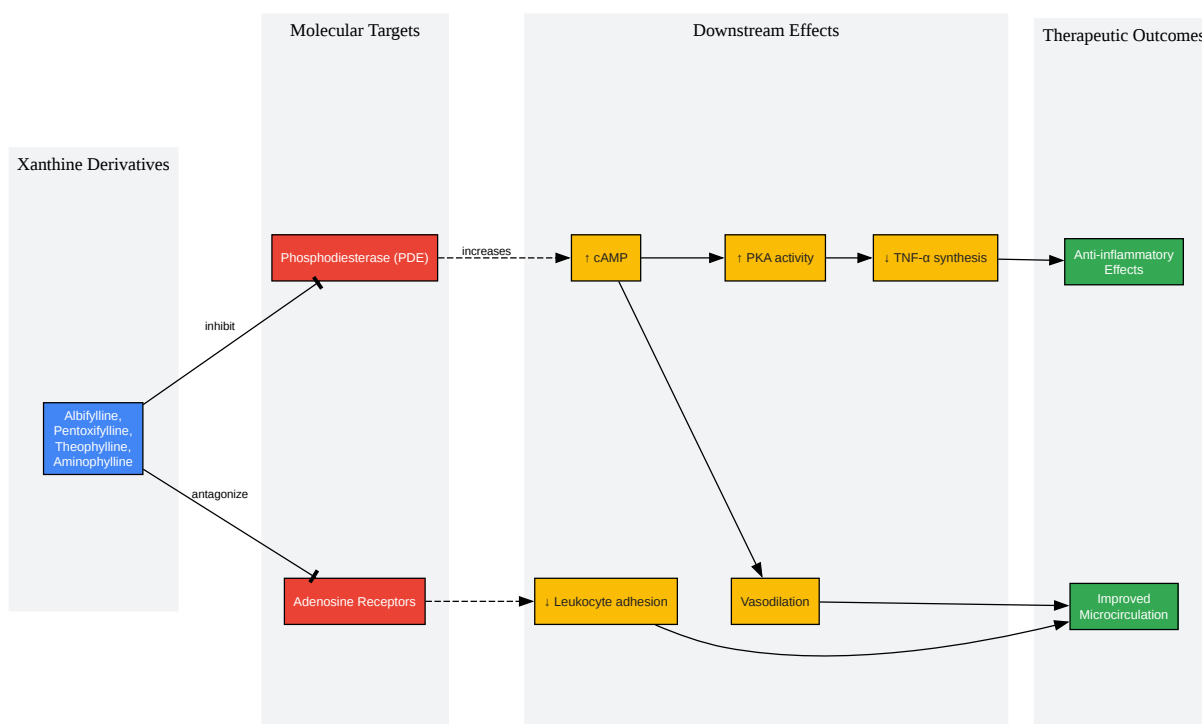 Molecular Targets
Downstream Effects
Therapeutic Outcomes
Xanthine Derivatives
Phosphodiesterase (PDE)
increases
↑ cAMP
↑ PKA activity
↓ TNF-α synthesis
Anti-inflammatory
Effects
inhibit
Albifylline,
Pentoxifylline,
Theophylline,
Aminophylline
antagonize
Adenosine Receptors
↓ Leukocyte adhesion
Vasodilation
Improved
Microcirculation